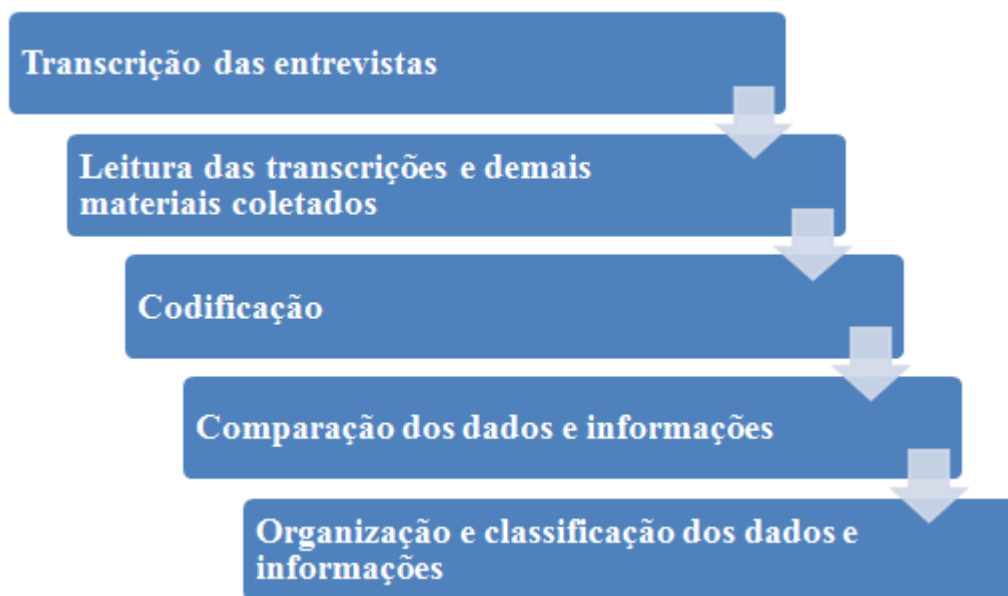 Transcrição das entrevistas
Leitura das transcrições e demais
materiais coletados
Codificação
Comparação dos dados e informações
Organização e classificação dos dados e
informações